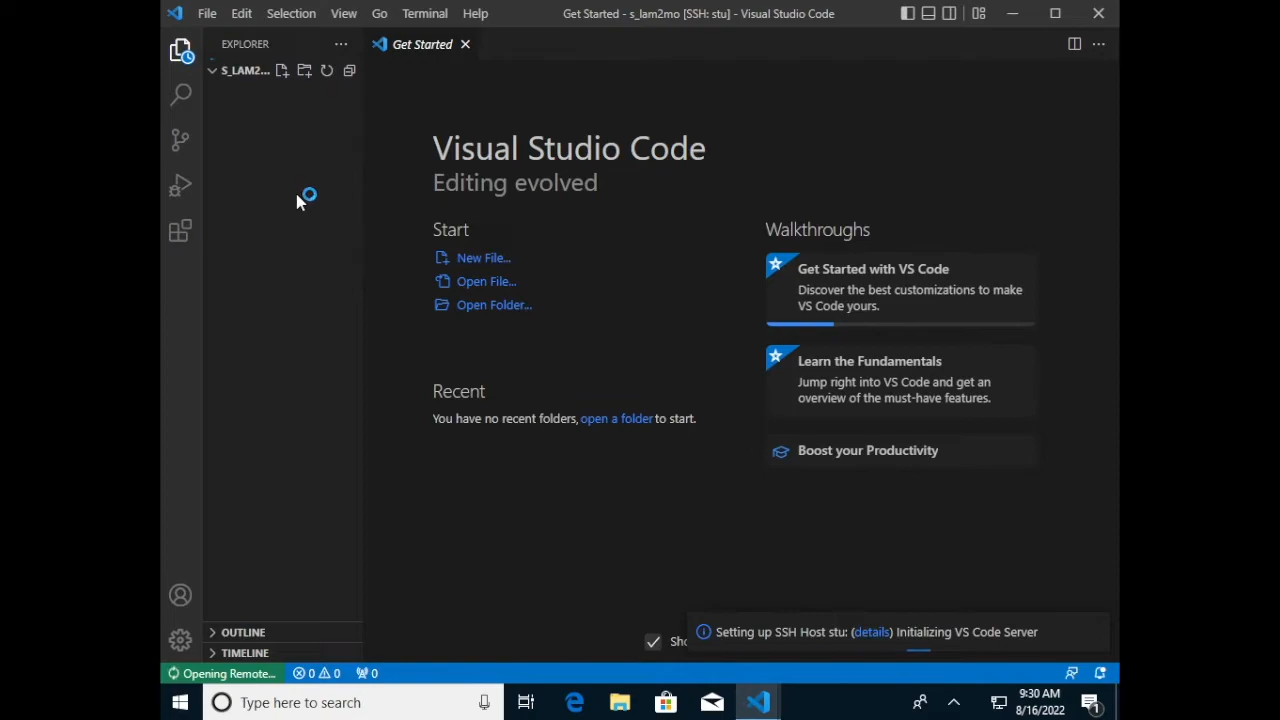 File Edit Selection View Go Terminal Help
Get Started - s_lam2mo [SSH: stu] - Visual Studio Code
EXPLORER
Get Started
S_LAM2...
Visual Studio Code
Editing evolved
Start
New File...
Open File...
Open Folder...
Recent
You have no recent folders, open a folder to start.
Walkthroughs
Get Started with VS Code
Discover the best customizations to make
VS Code yours.
Learn the Fundamentals
Jump right into VS Code and get an
overview of the must-have features.
Boost your Productivity
OUTLINE
TIMELINE
Sho
Setting up SSH Host stu: (details) Initializing VS Code Server
Opening Remote... 0 0 0
Type here to search
9:30 AM
8/16/2022
1